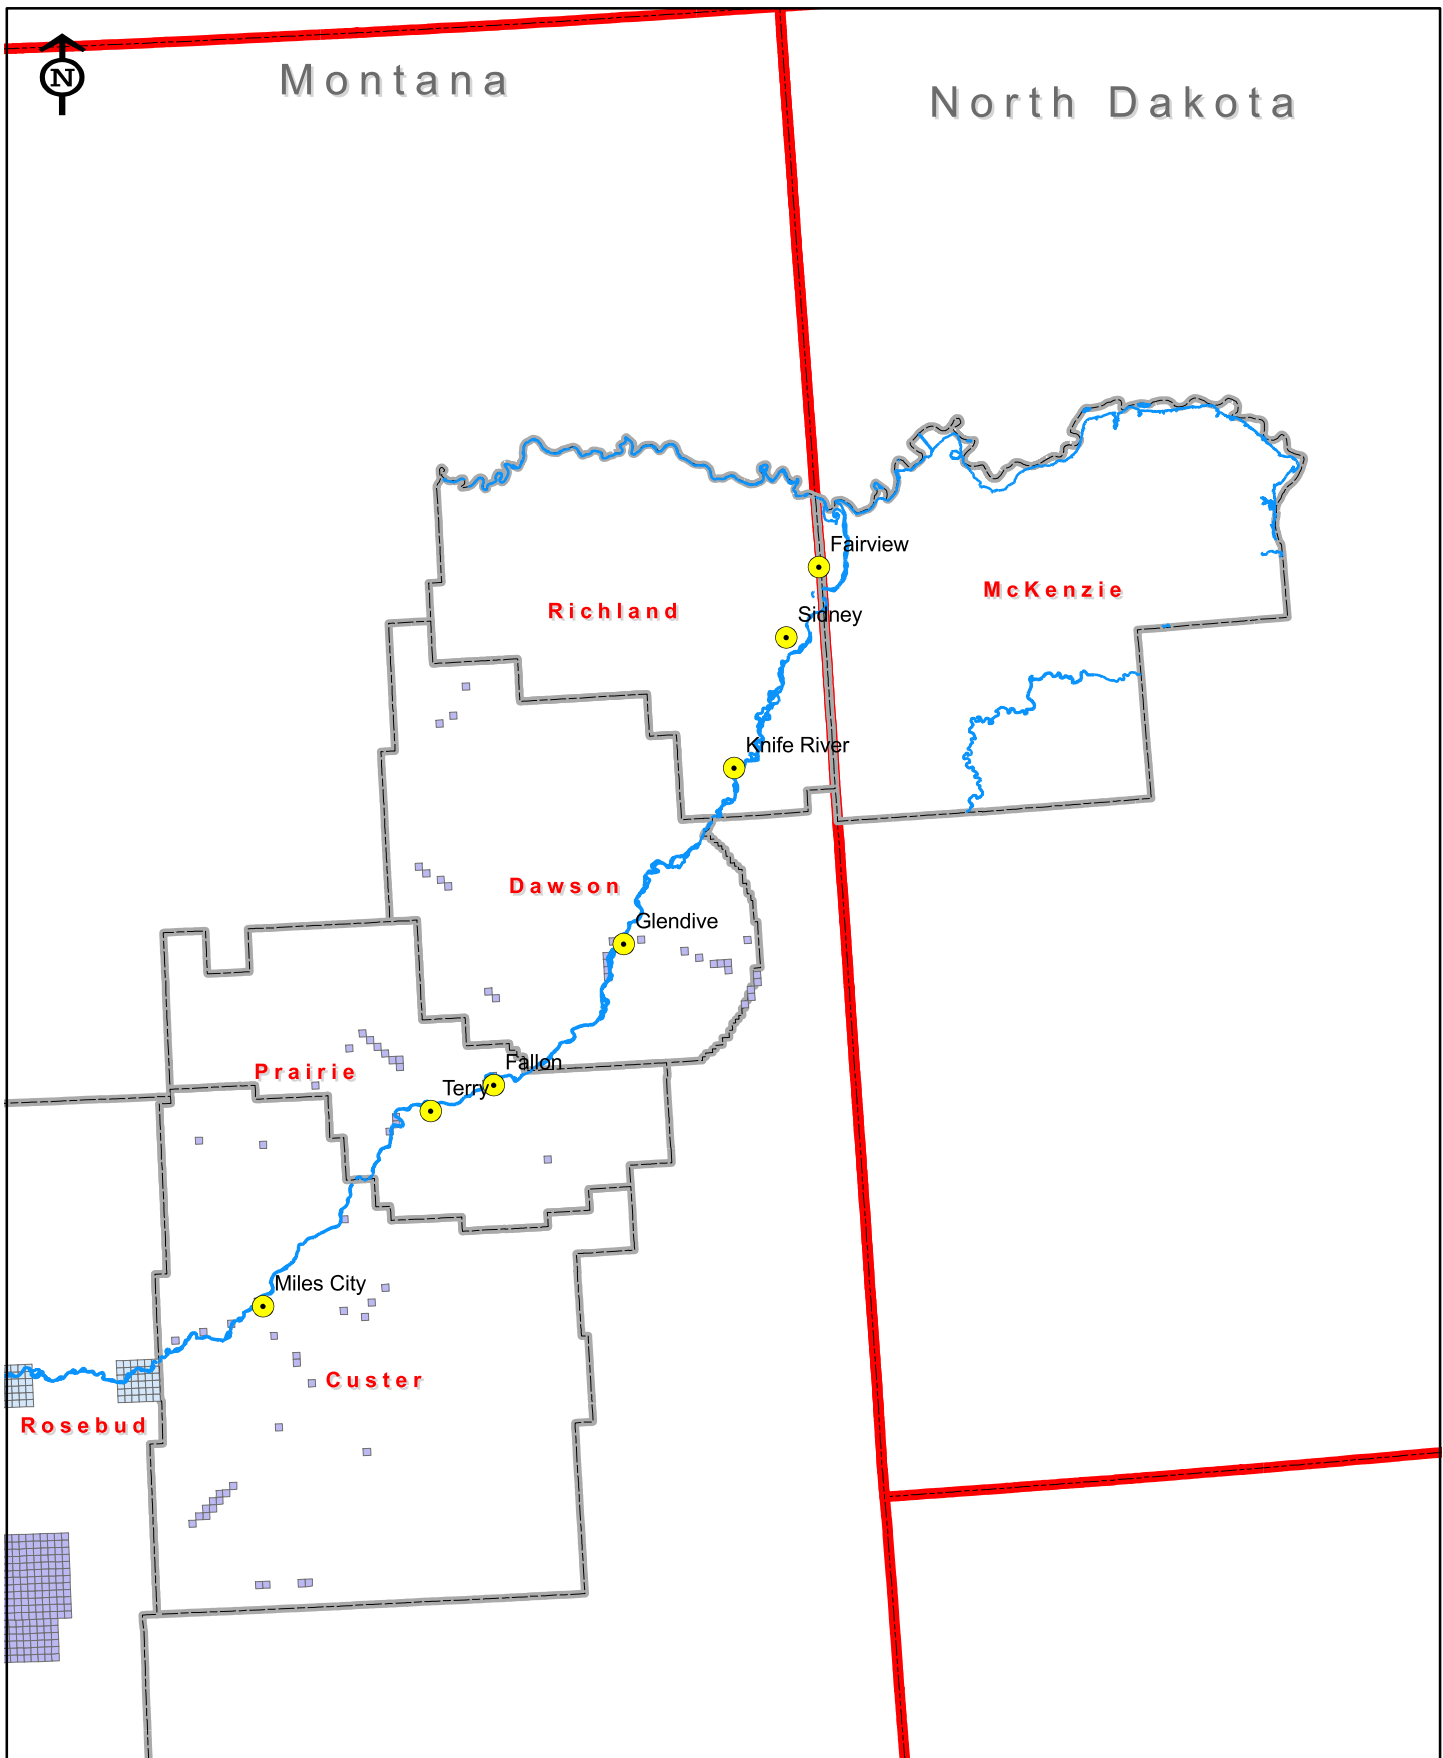 Montana
North Dakota
N
Fairview
McKenzie
Richland
Sidney
Knife River
Dawson
Glendive
Fallon
Prairie
Terry
Miles City
Custer
Rosebud